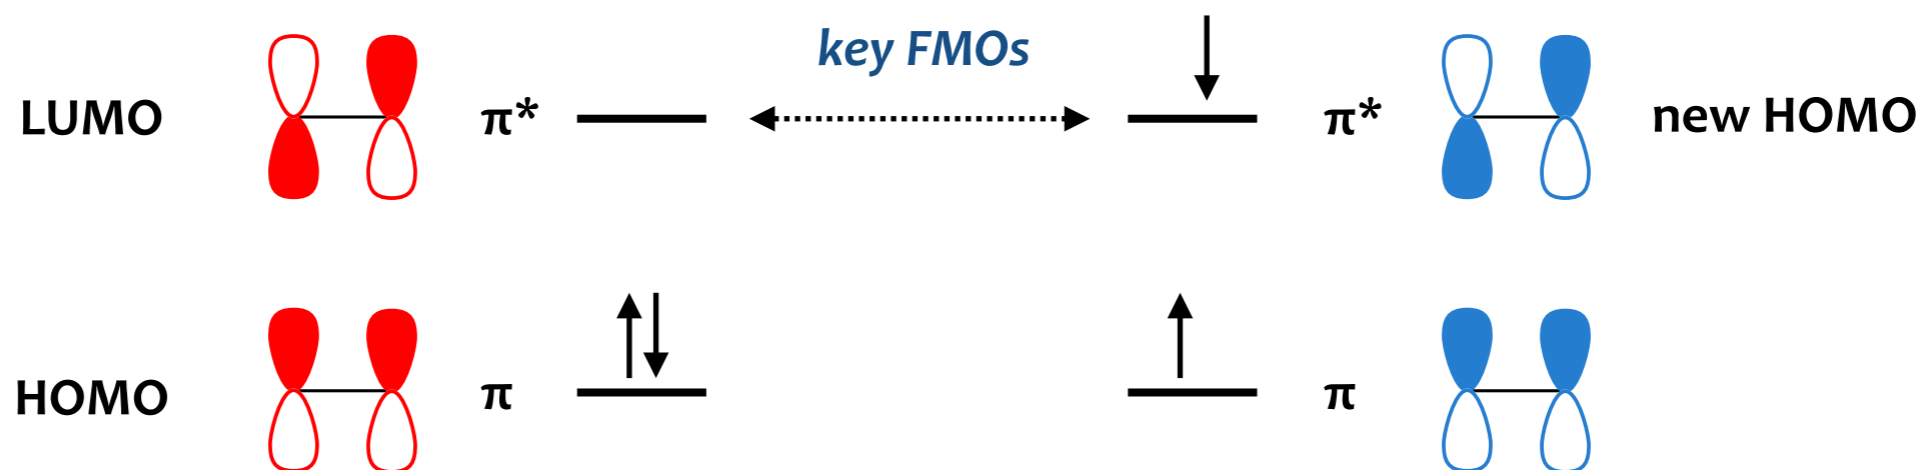 key FMOs
LUMO π* π* new HOMO
HOMO π π